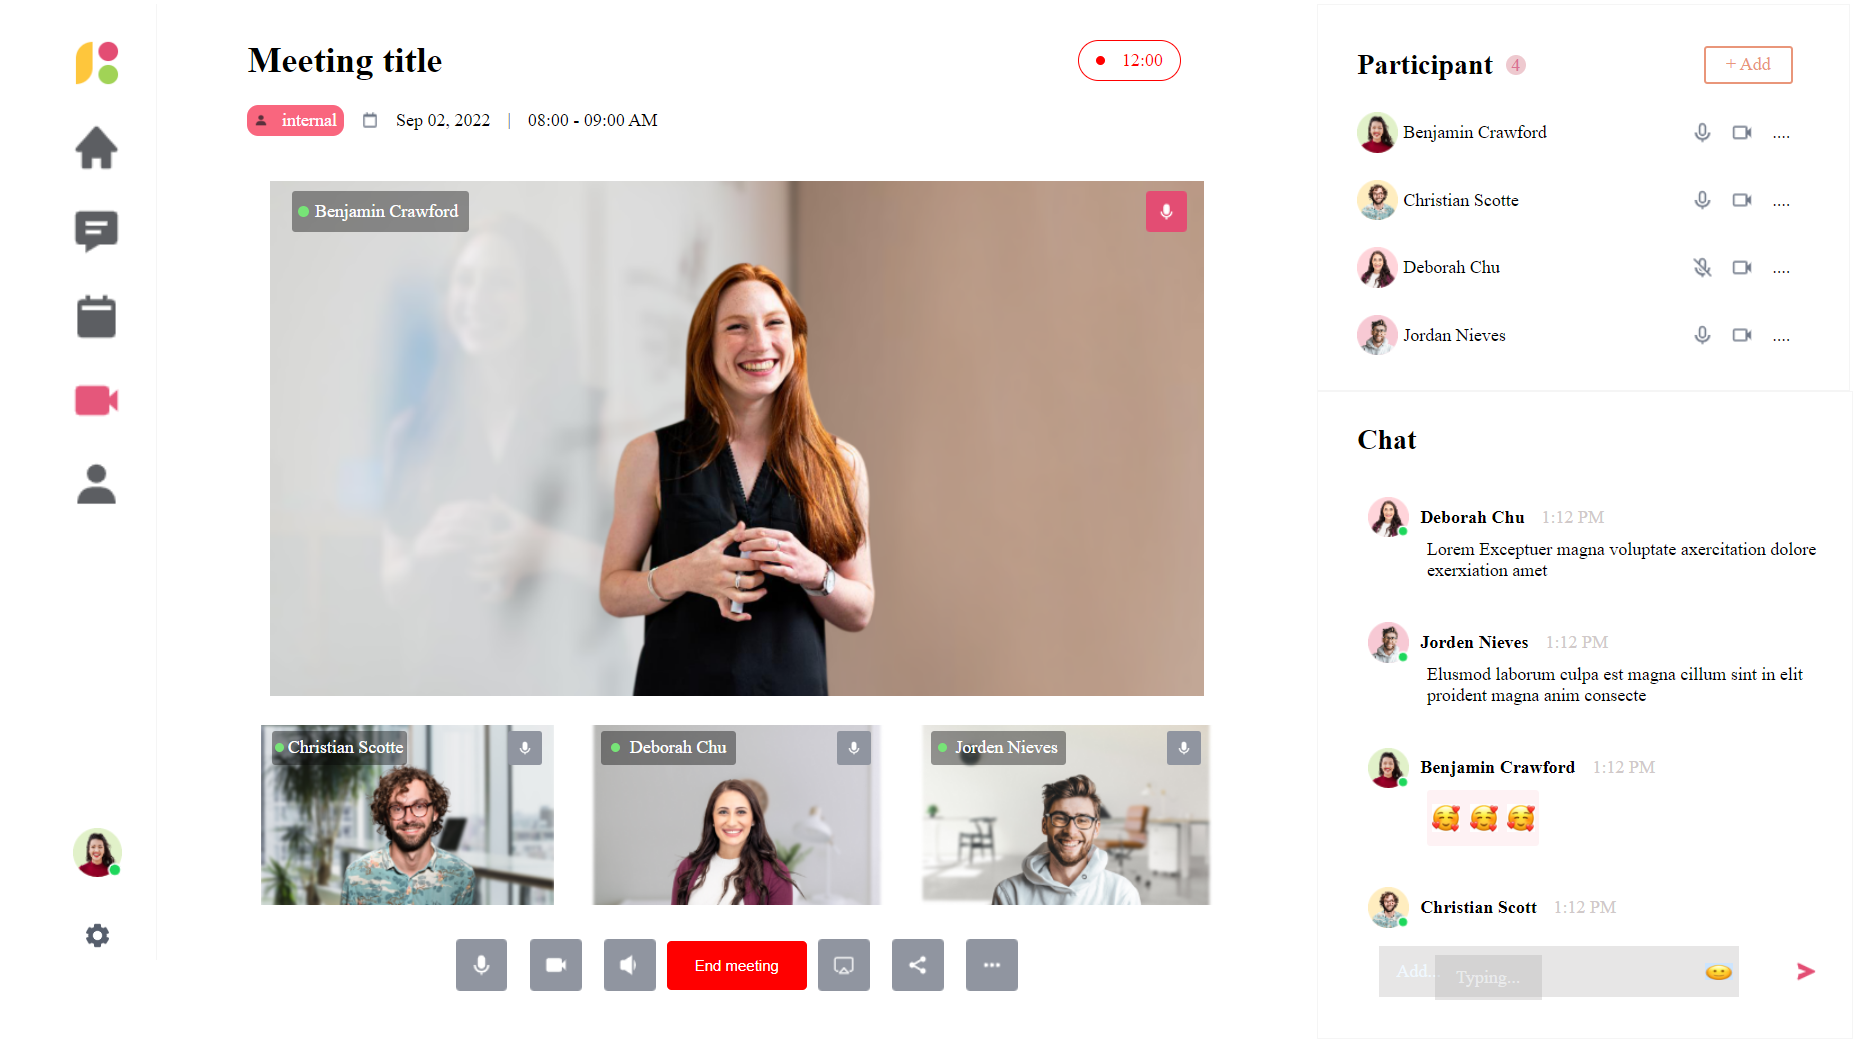 Meeting title
12:00
internal
Sep 02, 2022 | 08:00 - 09:00 AM
Benjamin Crawford
Christian Scotte
Deborah Chu
Jorden Nieves
End meeting
Participant 4
+ Add
Benjamin Crawford ....
Christian Scotte ....
Deborah Chu ....
Jordan Nieves ....
Chat
Deborah Chu 1:12 PM
Lorem Exceptuer magna voluptate axercitation dolore
exerxiation amet
Jorden Nieves 1:12 PM
Elusmod laborum culpa est magna cillum sint in elit
proident magna anim consecte
Benjamin Crawford 1:12 PM
🥰 🥰 🥰
Christian Scott 1:12 PM
Add...
Typing...